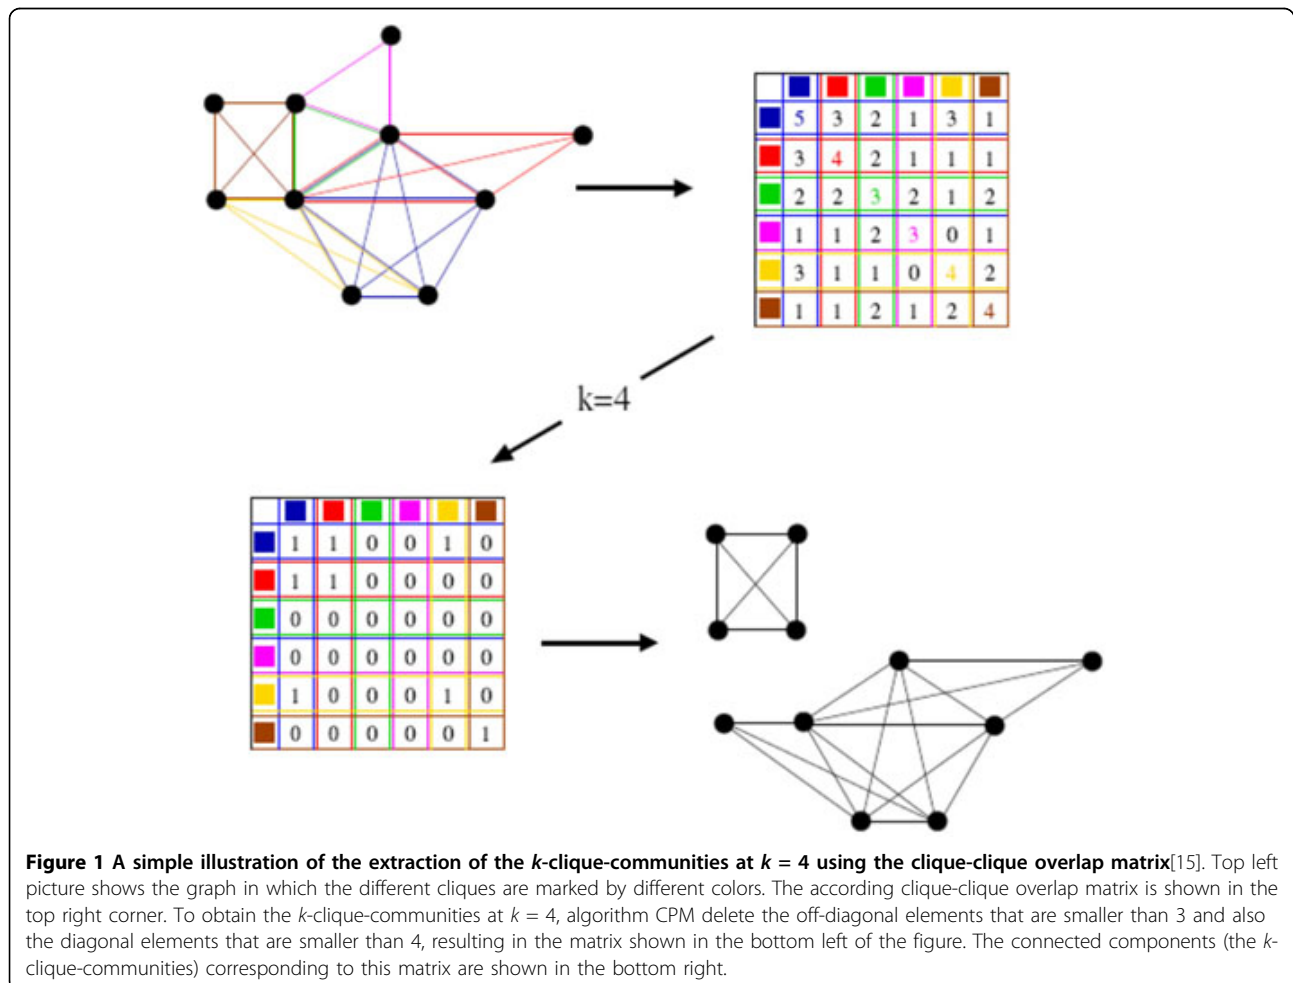 5 3 2 1 3 1
3 4 2 1 1 1
2 2 3 2 1 2
1 1 2 3 0 1
3 1 1 0 4 2
1 1 2 1 2 4
k=4
1 1 0 0 1 0
1 1 0 0 0 0
0 0 0 0 0 0
0 0 0 0 0 0
1 0 0 0 1 0
0 0 0 0 0 1
Figure 1 A simple illustration of the extraction of the k-clique-communities at k = 4 using the clique-clique overlap matrix[15]. Top left
picture shows the graph in which the different cliques are marked by different colors. The according clique-clique overlap matrix is shown in the
top right corner. To obtain the k-clique-communities at k = 4, algorithm CPM delete the off-diagonal elements that are smaller than 3 and also
the diagonal elements that are smaller than 4, resulting in the matrix shown in the bottom left of the figure. The connected components (the k-
clique-communities) corresponding to this matrix are shown in the bottom right.